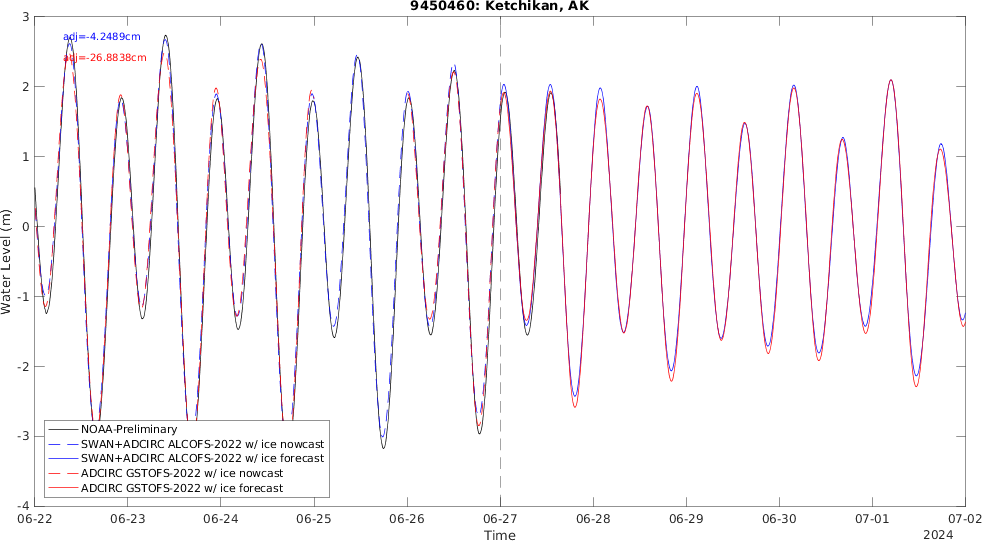 9450460: Ketchikan, AK
adj=-4.2489cm
adj=-26.8838cm
3
2
1
0
-1
-2
-3
-4
Water Level (m)
NOAA-Preliminary
SWAN+ADCIRC ALCOFS-2022 w/ ice nowcast
SWAN+ADCIRC ALCOFS-2022 w/ ice forecast
ADCIRC GSTOFS-2022 w/ ice nowcast
ADCIRC GSTOFS-2022 w/ ice forecast
06-22 06-23 06-24 06-25 06-26 06-27 06-28 06-29 06-30 07-01 07-02
Time
2024